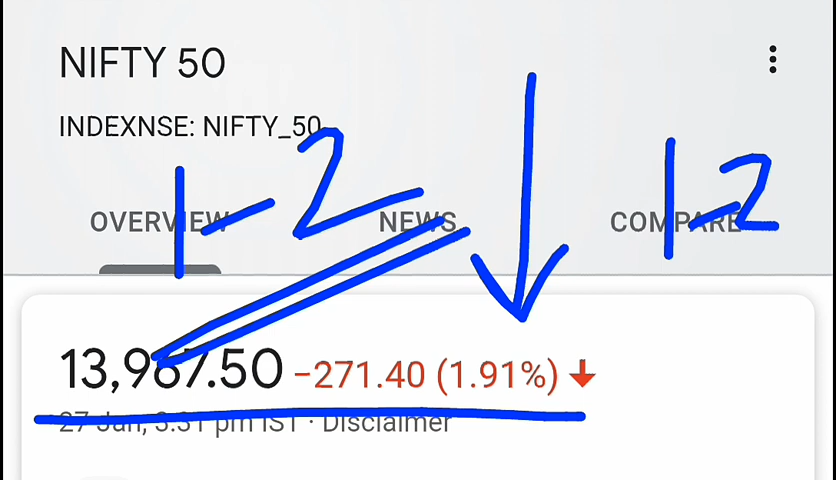 NIFTY 50
INDEXNSE: NIFTY_50
1-2
1-2
OVERVIEW NEWS COMPARE
13,967.50 -271.40 (1.91%)
27 Jan, 3:31 pm IST · Disclaimer